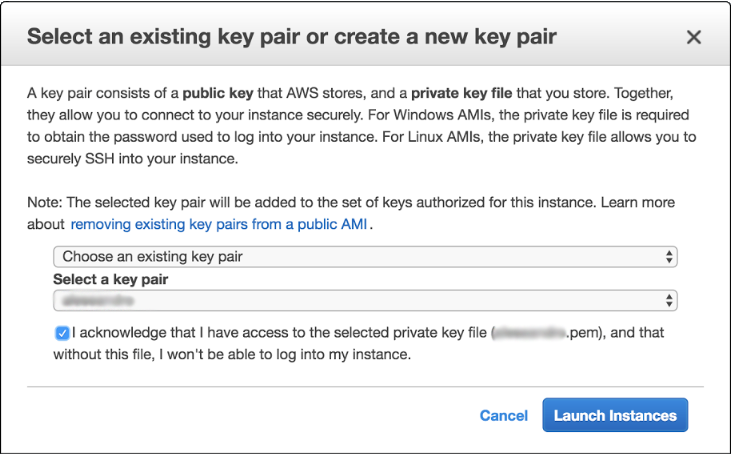 Select an existing key pair or create a new key pair
A key pair consists of a public key that AWS stores, and a private key file that you store. Together,
they allow you to connect to your instance securely. For Windows AMIs, the private key file is required
to obtain the password used to log into your instance. For Linux AMIs, the private key file allows you to
securely SSH into your instance.
Note: The selected key pair will be added to the set of keys authorized for this instance. Learn more
about removing existing key pairs from a public AMI.
Choose an existing key pair
Select a key pair
I acknowledge that I have access to the selected private key file (.pem), and that
without this file, I won't be able to log into my instance.
Cancel Launch Instances